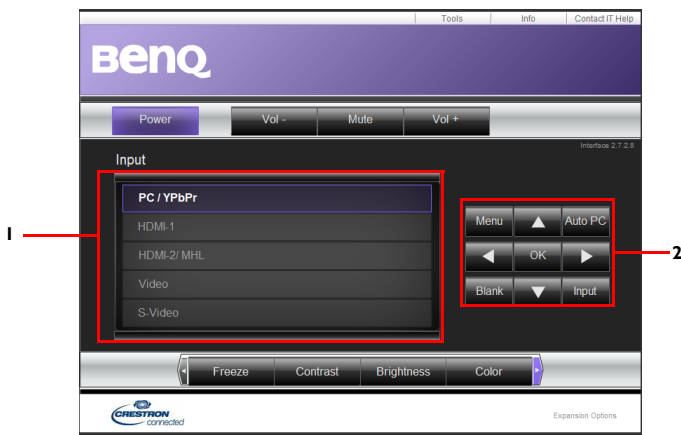 Tools Info Contact IT Help
BenQ
Power Vol - Mute Vol +
Interface 2.7.2.8
Input
PC / YPbPr
HDMI-1
HDMI-2/ MHL
Video
S-Video
Menu Auto PC
OK
Blank Input
1
2
Freeze Contrast Brightness Color
CRESTRON
connected
Expansion Options